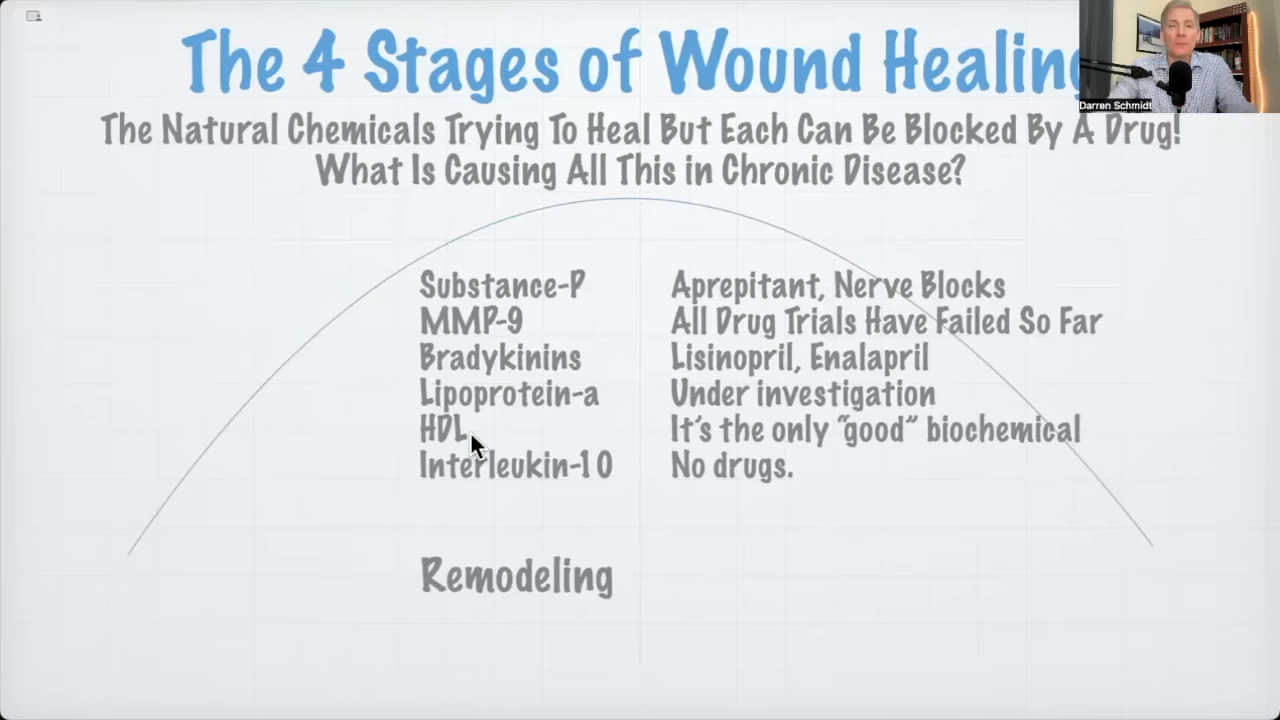 The 4 Stages of Wound Healing
Darren Schmidt
The Natural Chemicals Trying To Heal But Each Can Be Blocked By A Drug!
What Is Causing All This in Chronic Disease?
Substance-P Aprepitant, Nerve Blocks
MMP-9 All Drug Trials Have Failed So Far
Bradykinins Lisinopril, Enalapril
Lipoprotein-a Under investigation
HDL It's the only “good” biochemical
Interleukin-10 No drugs.
Remodeling